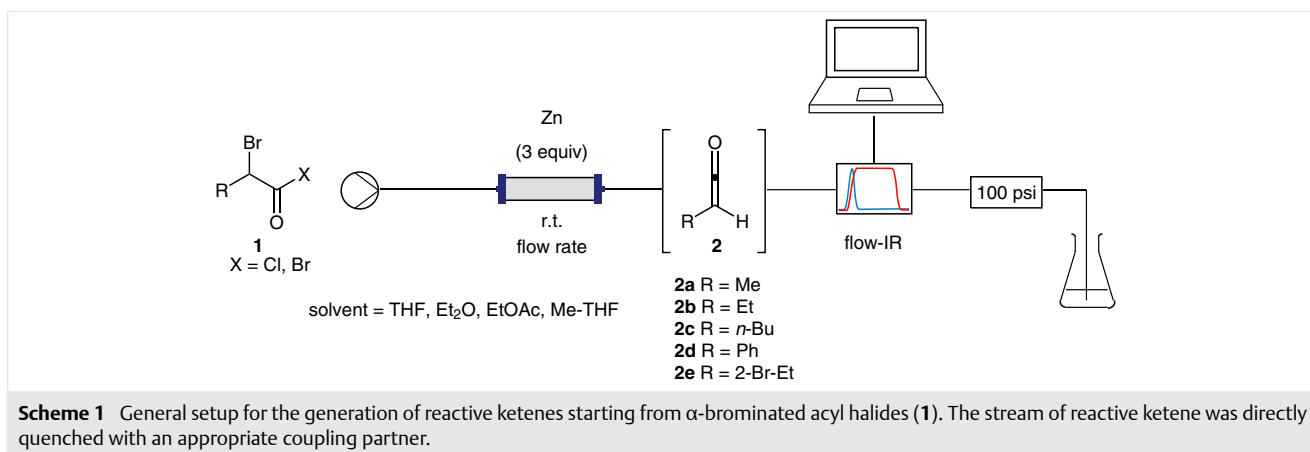 Br
R
X
O
1
X = Cl, Br
Zn
(3 equiv)
r.t.
flow rate
solvent = THF, Et₂O, EtOAc, Me-THF
O
R
H
2
2a R = Me
2b R = Et
2c R = n-Bu
2d R = Ph
2e R = 2-Br-Et
flow-IR
100 psi
Scheme 1 General setup for the generation of reactive ketenes starting from α-brominated acyl halides (1). The stream of reactive ketene was directly
quenched with an appropriate coupling partner.